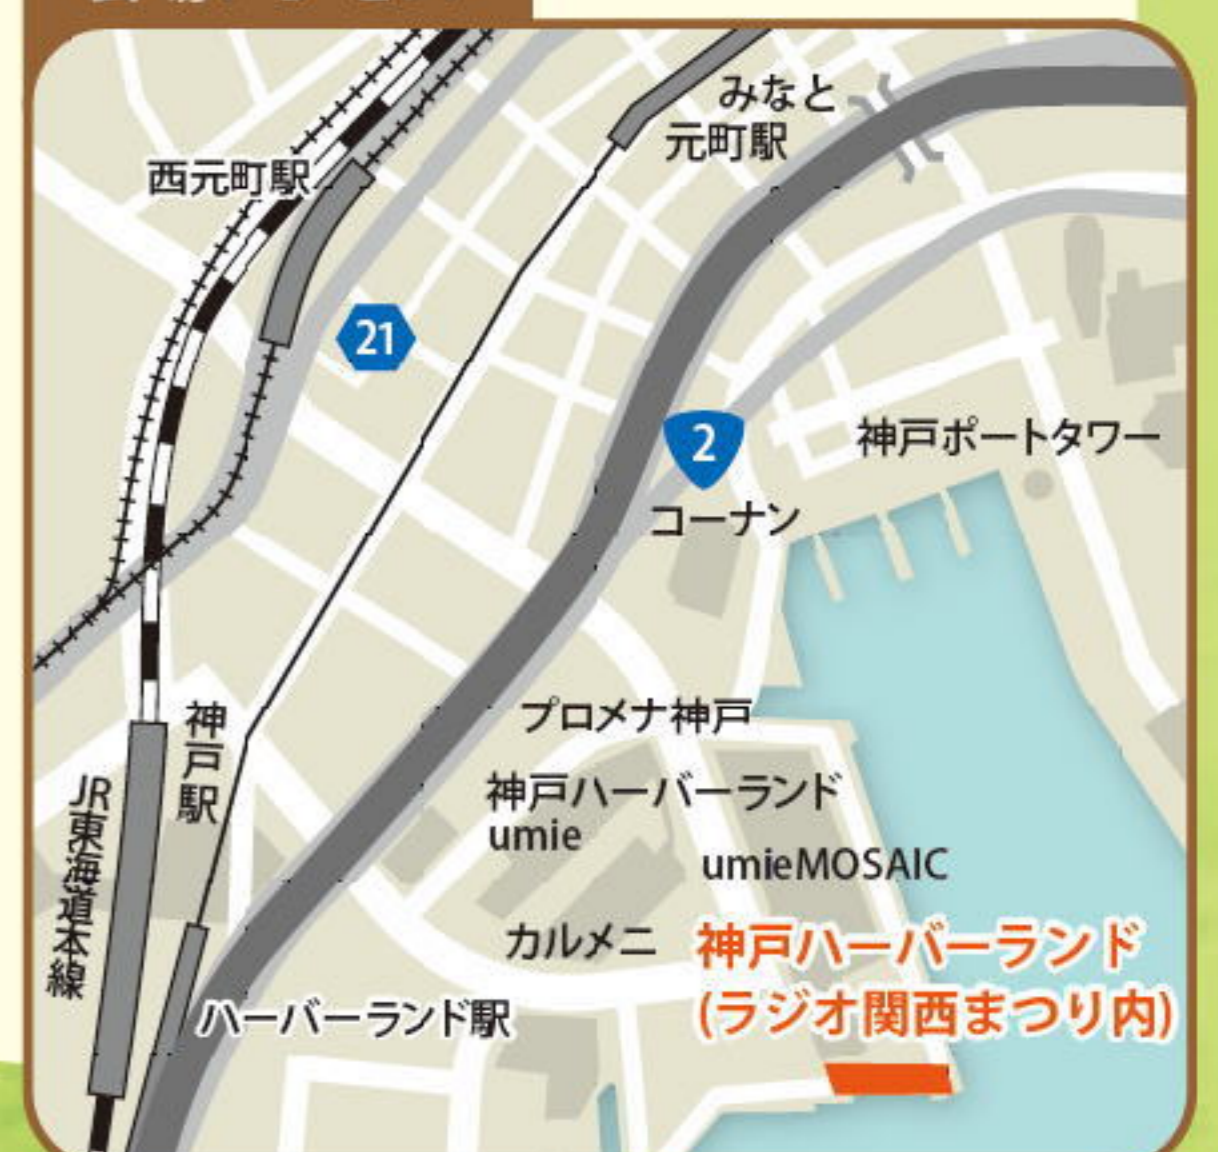 みなと
元町駅
西元町駅
21
2
神戸ポートタワー
コーナン
神戸駅
プロメナ神戸
JR東海道本線
神戸ハーバーランド
umie
umieMOSAIC
カルメニ
神戸ハーバーランド
(ラジオ関西まつり内)
ハーバーランド駅